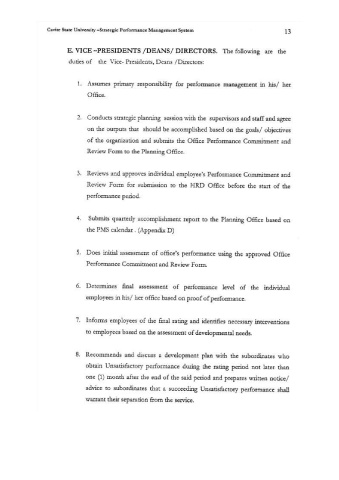 Cavite State University –Strategic Performance Management System
13
E. VICE –PRESIDENTS /DEANS/ DIRECTORS. The following are the
duties of the Vice- Presidents, Deans /Directors:
1. Assumes primary responsibility for performance management in his/ her
Office.
2. Conducts strategic planning session with the supervisors and staff and agree
on the outputs that should be accomplished based on the goals/ objectives
of the organization and submits the Office Performance Commitment and
Review Form to the Planning Office.
3. Reviews and approves individual employee's Performance Commitment and
Review Form for submission to the HRD Office before the start of the
performance period.
4. Submits quarterly accomplishment report to the Planning Office based on
the PMS calendar . (Appendix D)
5. Does initial assessment of office's performance using the approved Office
Performance Commitment and Review Form.
6. Determines final assessment of performance level of the individual
employees in his/ her office based on proof of performance.
7. Informs employees of the final rating and identifies necessary interventions
to employees based on the assessment of developmental needs.
8. Recommends and discuss a development plan with the subordinates who
obtain Unsatisfactory performance during the rating period not later than
one (1) month after the end of the said period and prepares written notice/
advice to subordinates that a succeeding Unsatisfactory performance shall
warrant their separation from the service.